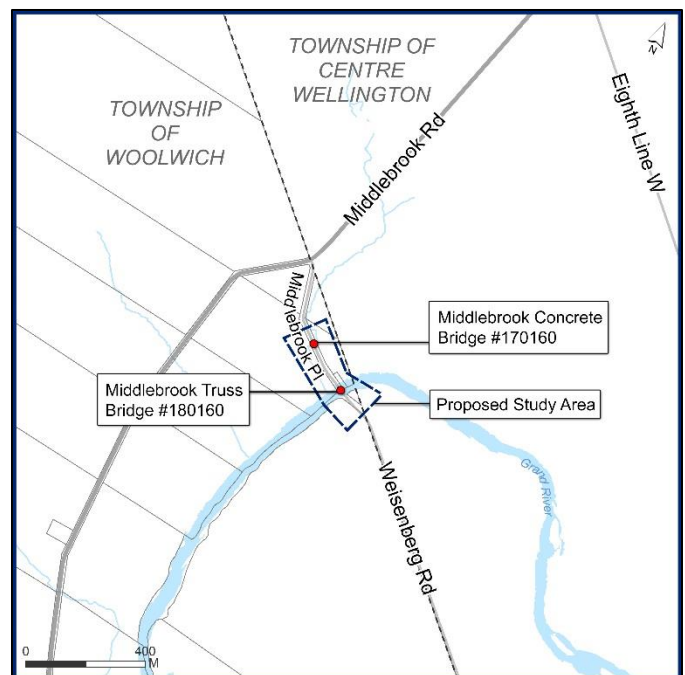 TOWNSHIP OF
CENTRE
WELLINGTON
N
TOWNSHIP
OF
WOOLWICH
Eighth Line W
Middlebrook Rd
Middlebrook Pl
Middlebrook Concrete
Bridge #170160
Middlebrook Truss
Bridge #180160
Proposed Study Area
Grand River
Weisenberg Rd
0 400
M